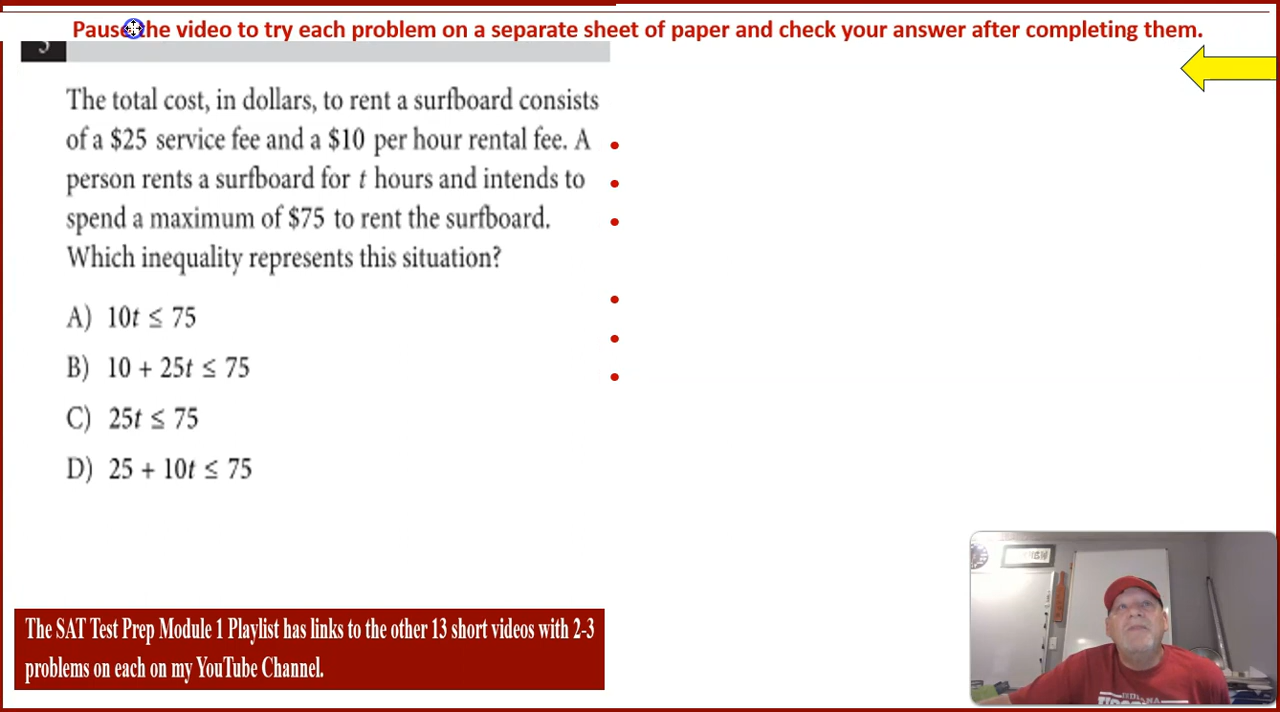 Pause the video to try each problem on a separate sheet of paper and check your answer after completing them.
The total cost, in dollars, to rent a surfboard consists
of a $25 service fee and a $10 per hour rental fee. A
person rents a surfboard for t hours and intends to
spend a maximum of $75 to rent the surfboard.
Which inequality represents this situation?
A) 10t ≤ 75
B) 10 + 25t ≤ 75
C) 25t ≤ 75
D) 25 + 10t ≤ 75
The SAT Test Prep Module 1 Playlist has links to the other 13 short videos with 2-3
problems on each on my YouTube Channel.
INDIANA